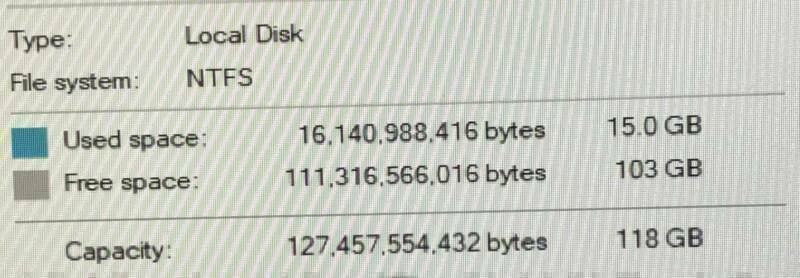 Type: Local Disk
File system: NTFS
Used space: 16,140,988,416 bytes 15.0 GB
Free space: 111,316,566,016 bytes 103 GB
Capacity: 127,457,554,432 bytes 118 GB